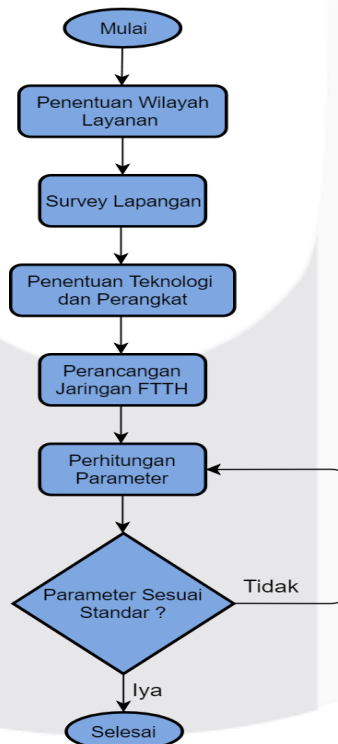 Mulai
Penentuan Wilayah
Layanan
Survey Lapangan
Penentuan Teknologi
dan Perangkat
Perancangan
Jaringan FTTH
Perhitungan
Parameter
Parameter Sesuai
Standar ?
Tidak
Iya
Selesai